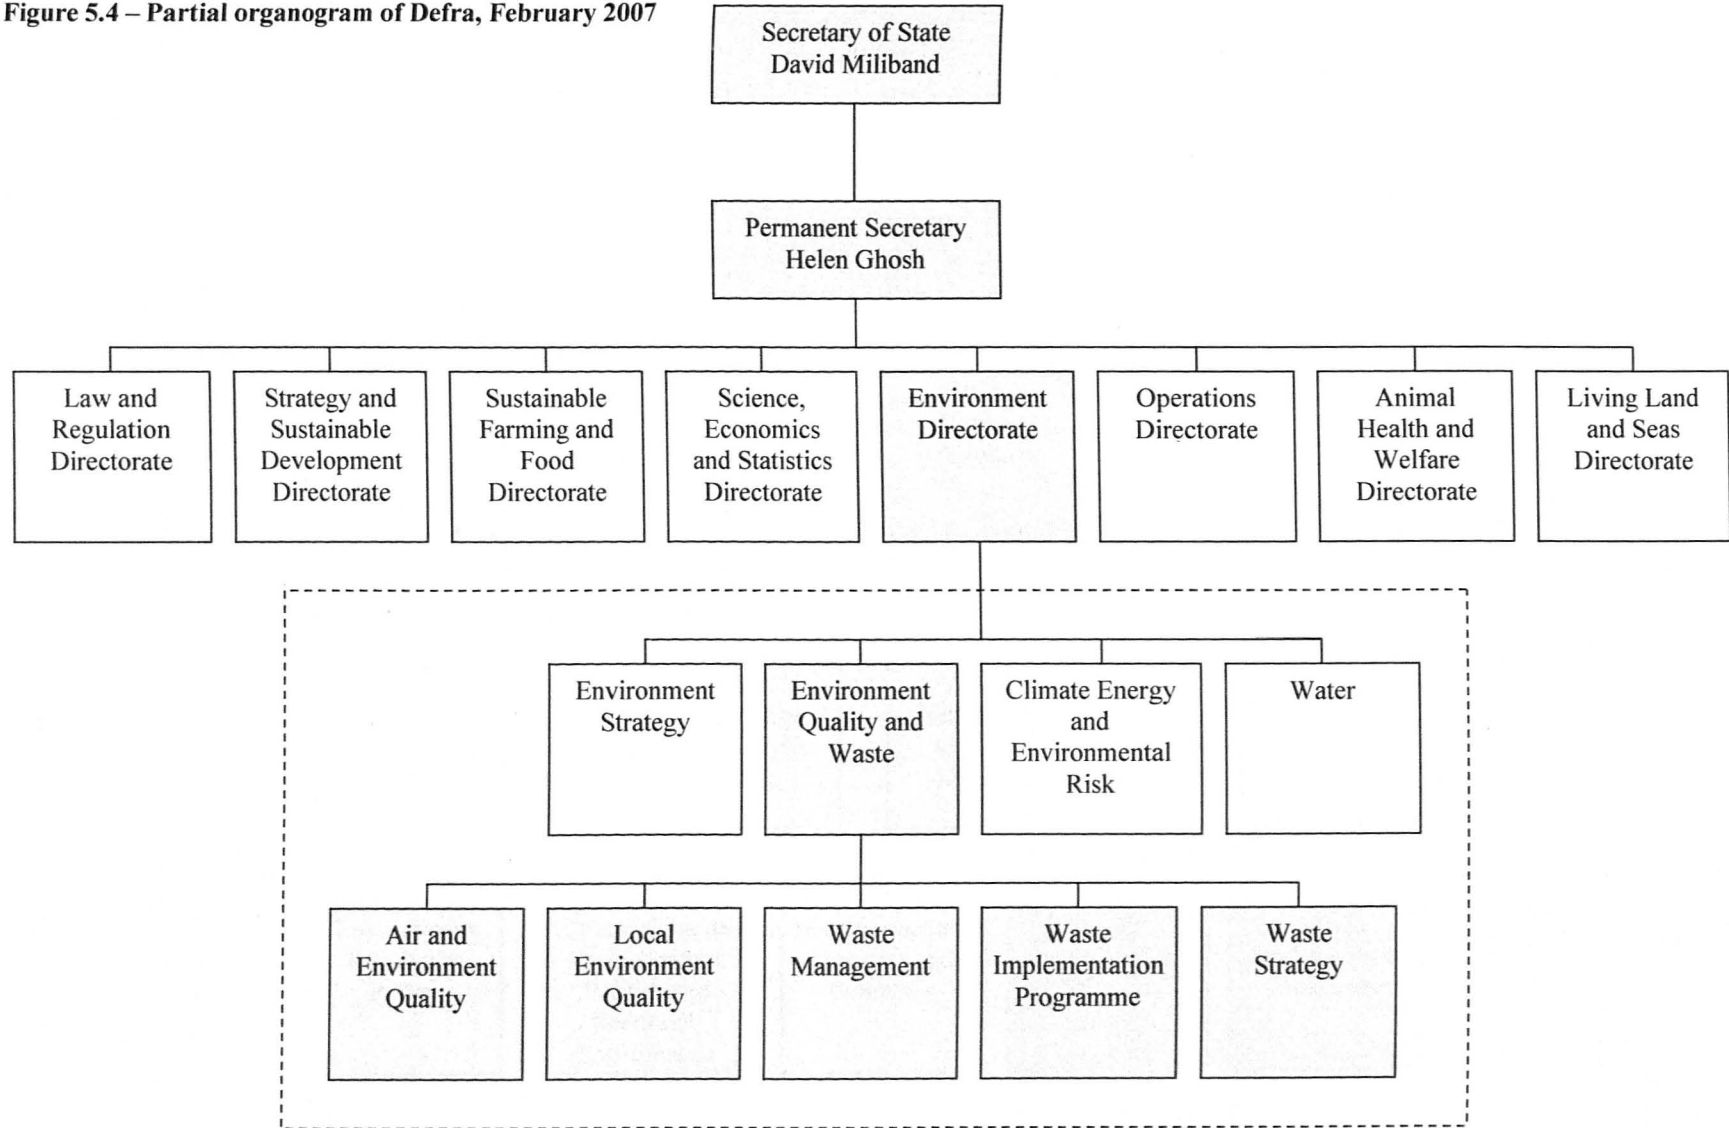 Figure 5.4 – Partial organogram of Defra, February 2007
Secretary of State
David Miliband
Permanent Secretary
Helen Ghosh
Law and
Regulation
Directorate
Strategy and
Sustainable
Development
Directorate
Sustainable
Farming and
Food
Directorate
Science,
Economics
and Statistics
Directorate
Environment
Directorate
Operations
Directorate
Animal
Health and
Welfare
Directorate
Living Land
and Seas
Directorate
Environment
Strategy
Environment
Quality and
Waste
Climate Energy
and
Environmental
Risk
Water
Air and
Environment
Quality
Local
Environment
Quality
Waste
Management
Waste
Implementation
Programme
Waste
Strategy